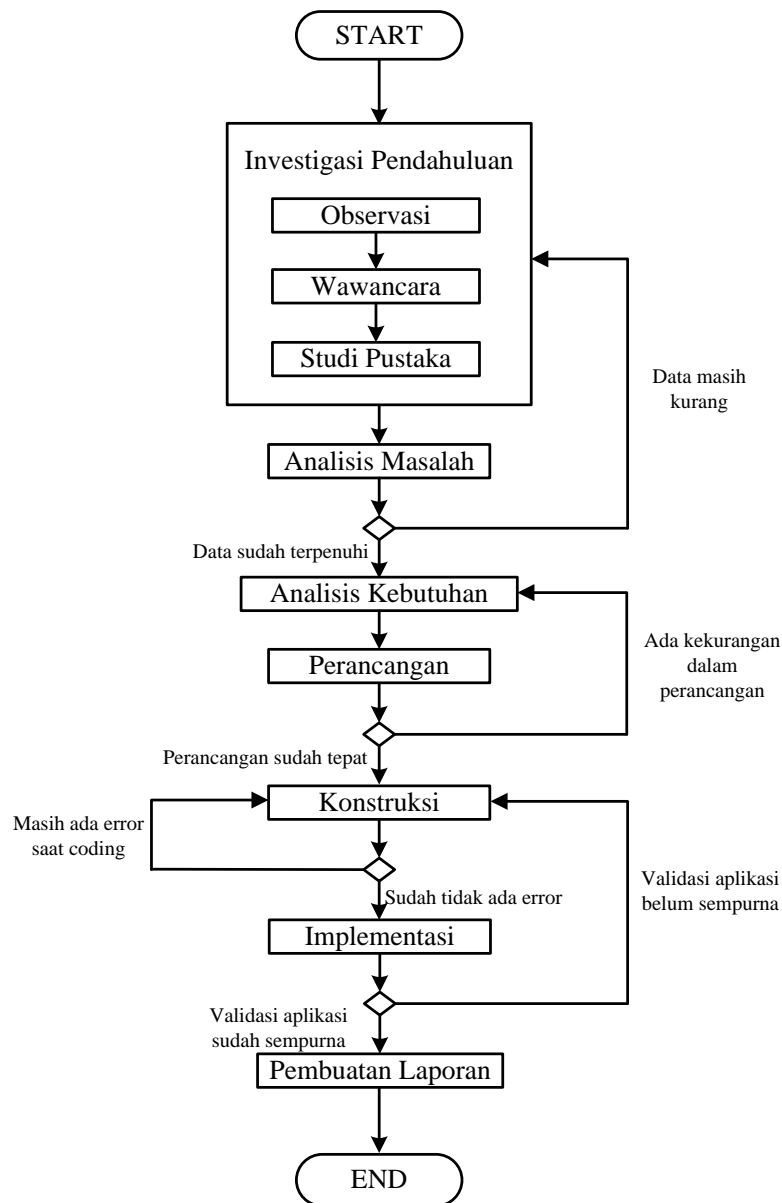 START
Investigasi Pendahuluan
Observasi
Wawancara
Studi Pustaka
Data masih
kurang
Analisis Masalah
Data sudah terpenuhi
Analisis Kebutuhan
Ada kekurangan
dalam
perancangan
Perancangan
Perancangan sudah tepat
Konstruksi
Masih ada error
saat coding
Validasi aplikasi
belum sempurna
Sudah tidak ada error
Implementasi
Validasi aplikasi
sudah sempurna
Pembuatan Laporan
END